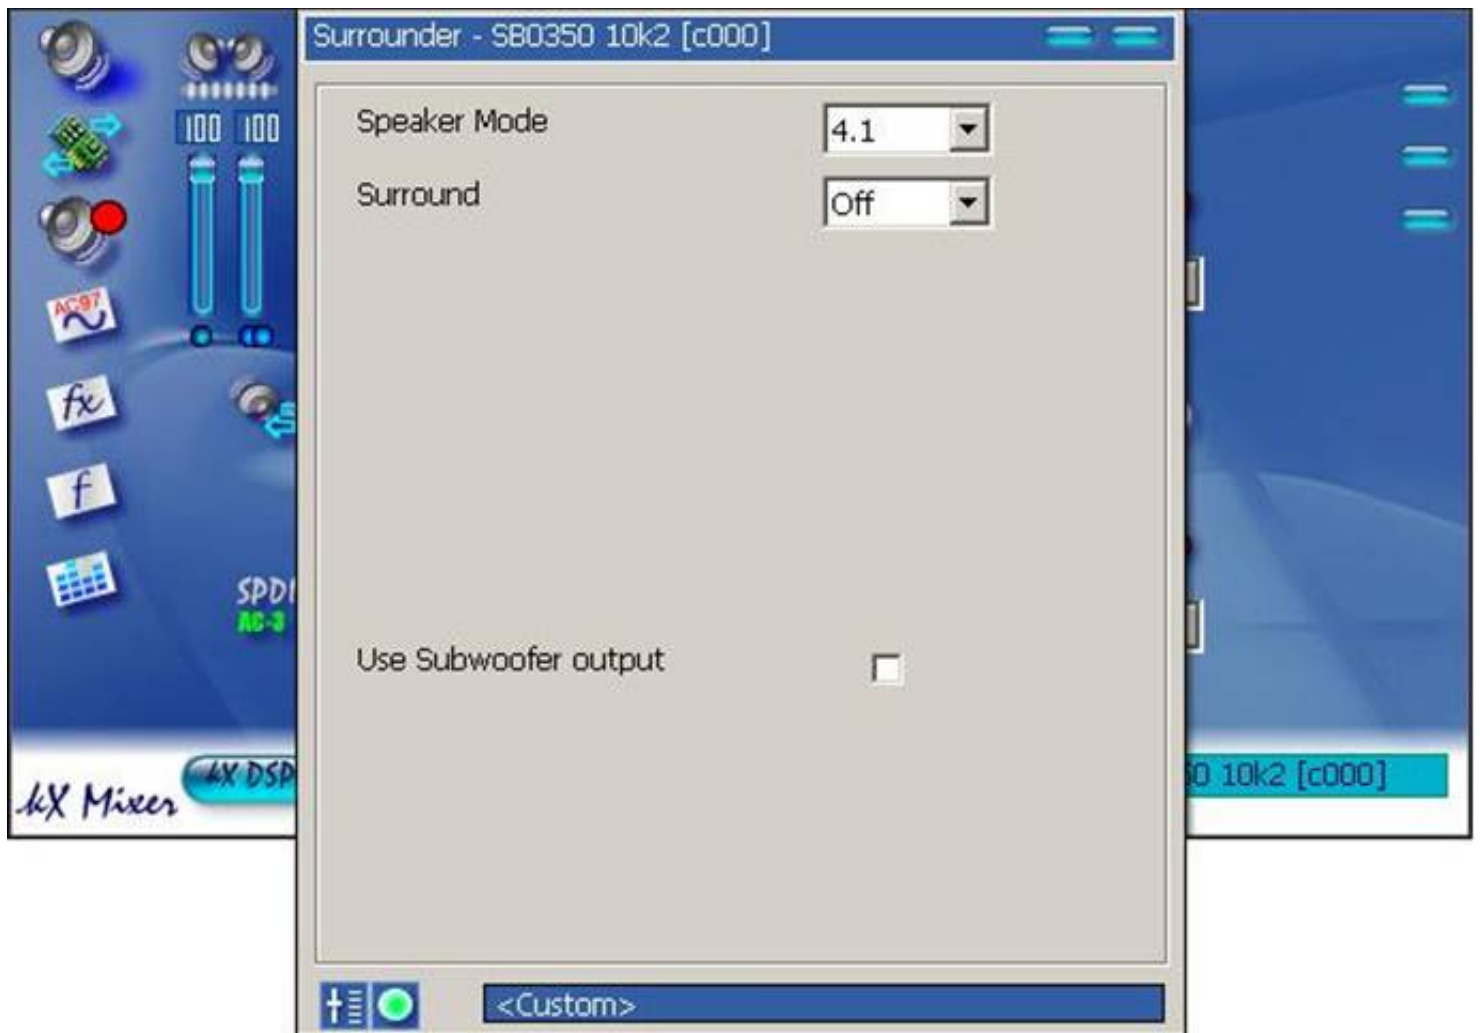 Surrounder - SB0350 10k2 [c000]
Speaker Mode
4.1
100 100
Surround
Off
AC97
fx
f
SPDI
AC-3
Use Subwoofer output
kX Mixer
kX DSP
0 10k2 [c000]
<Custom>